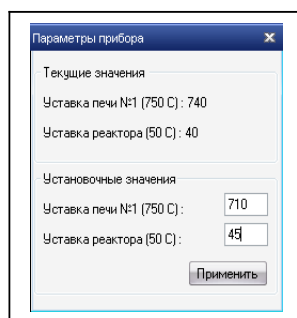 Параметры прибора
Текущие значения
Уставка печи №1 (750 С) : 740
Уставка реактора (50 С) : 40
Установочные значения
Уставка печи №1 (750 С) : 710
Уставка реактора (50 С) : 45
Применить